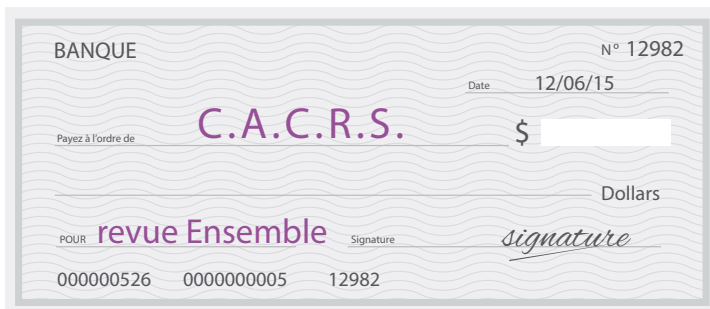 BANQUE N° 12982
Date 12/06/15
Payez à l'ordre de C.A.C.R.S. $
Dollars
POUR revue Ensemble Signature signature
000000526 0000000005 12982